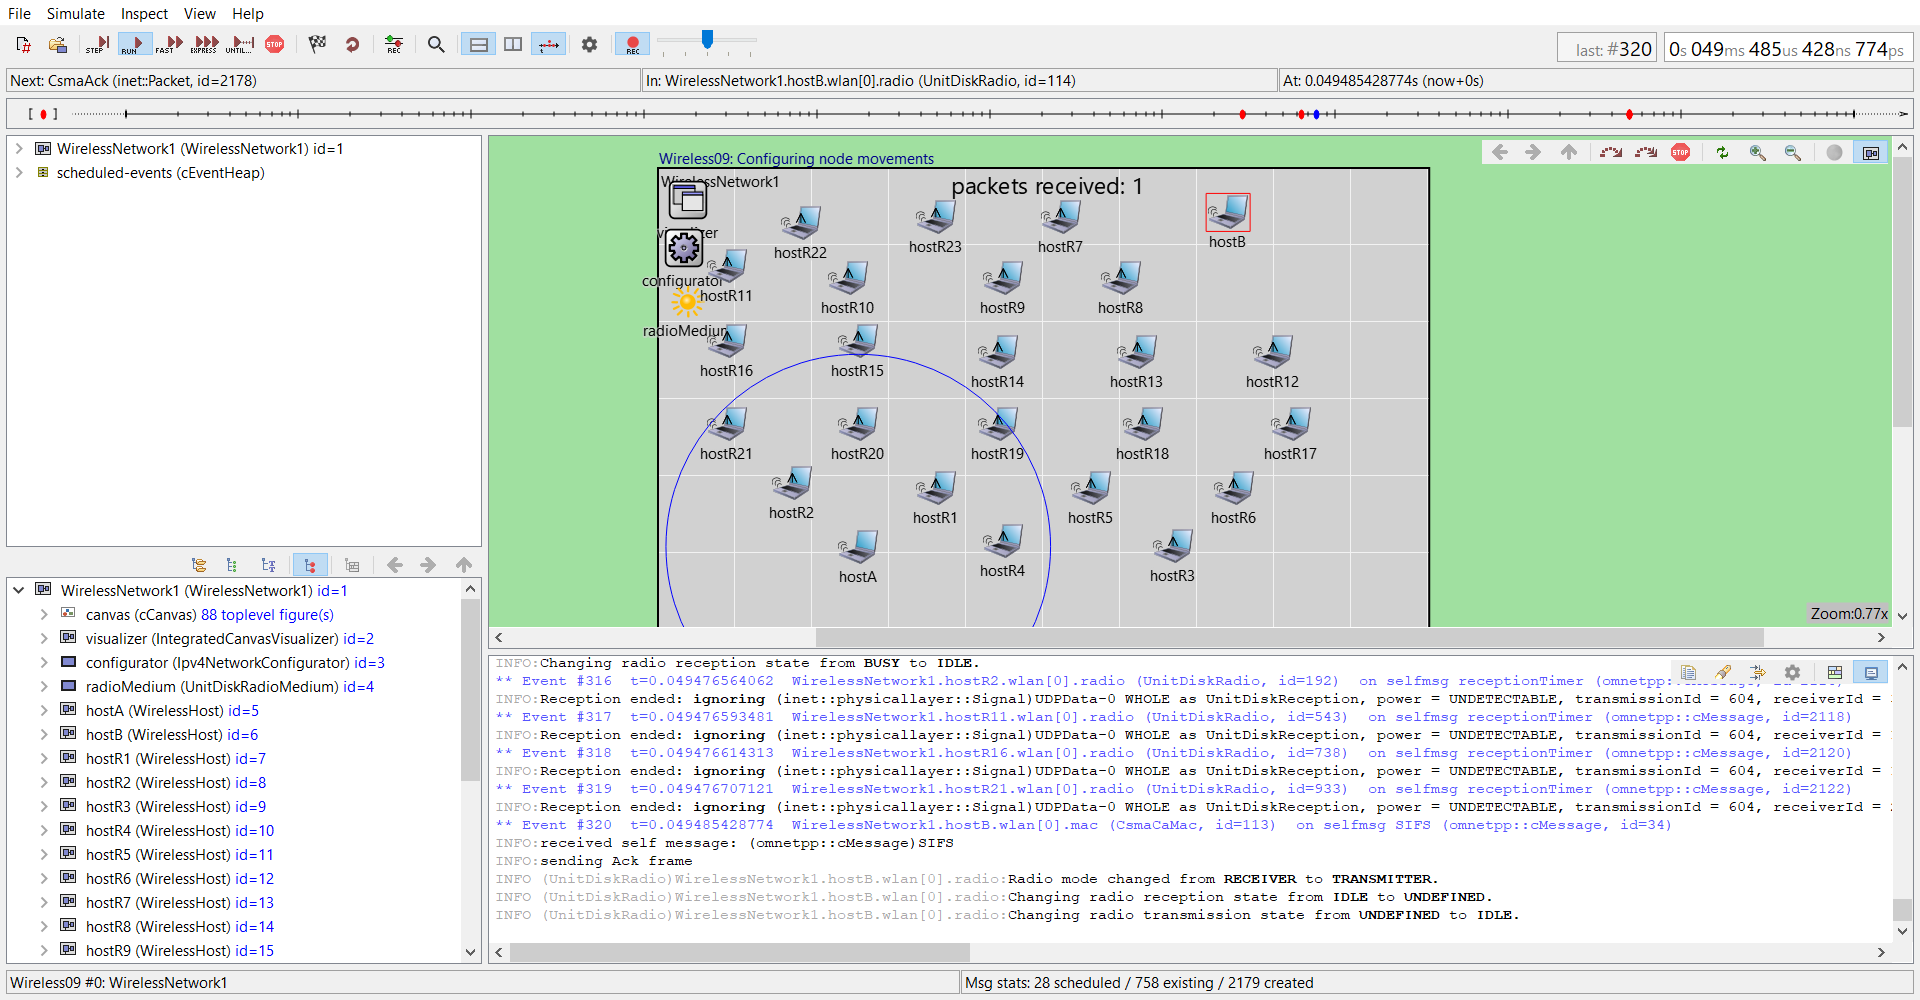 File Simulate Inspect View Help
STEP RUN FAST EXPRESS UNTIL... STOP REC REC
last: #320
0s 049ms 485us 428ns 774ps
Next: CsmaAck (inet::Packet, id=2178)
In: WirelessNetwork1.hostB.wlan[0].radio (UnitDiskRadio, id=114)
At: 0.049485428774s (now+0s)
WirelessNetwork1 (WirelessNetwork1) id=1
scheduled-events (cEventHeap)
WirelessNetwork1 (WirelessNetwork1) id=1
canvas (cCanvas) 88 toplevel figure(s)
visualizer (IntegratedCanvasVisualizer) id=2
configurator (Ipv4NetworkConfigurator) id=3
radioMedium (UnitDiskRadioMedium) id=4
hostA (WirelessHost) id=5
hostB (WirelessHost) id=6
hostR1 (WirelessHost) id=7
hostR2 (WirelessHost) id=8
hostR3 (WirelessHost) id=9
hostR4 (WirelessHost) id=10
hostR5 (WirelessHost) id=11
hostR6 (WirelessHost) id=12
hostR7 (WirelessHost) id=13
hostR8 (WirelessHost) id=14
hostR9 (WirelessHost) id=15
Wireless09: Configuring node movements
STOP
WirelessNetwork1
packets received: 1
visualizer
hostR22
hostR23
hostR7
hostB
configurator
hostR11
hostR10
hostR9
hostR8
radioMedium
hostR16
hostR15
hostR14
hostR13
hostR12
hostR21
hostR20
hostR19
hostR18
hostR17
hostR2
hostR1
hostR5
hostR6
hostA
hostR4
hostR3
Zoom:0.77x
INFO:Changing radio reception state from BUSY to IDLE.
** Event #316 t=0.049476564062 WirelessNetwork1.hostR2.wlan[0].radio (UnitDiskRadio, id=192) on selfmsg receptionTimer (omnetpp::
INFO:Reception ended: ignoring (inet::physicallayer::Signal)UDPData-0 WHOLE as UnitDiskReception, power = UNDETECTABLE, transmissionId = 604, receiverId =
** Event #317 t=0.049476593481 WirelessNetwork1.hostR11.wlan[0].radio (UnitDiskRadio, id=543) on selfmsg receptionTimer (omnetpp::cMessage, id=2118)
INFO:Reception ended: ignoring (inet::physicallayer::Signal)UDPData-0 WHOLE as UnitDiskReception, power = UNDETECTABLE, transmissionId = 604, receiverId =
** Event #318 t=0.049476614313 WirelessNetwork1.hostR16.wlan[0].radio (UnitDiskRadio, id=738) on selfmsg receptionTimer (omnetpp::cMessage, id=2120)
INFO:Reception ended: ignoring (inet::physicallayer::Signal)UDPData-0 WHOLE as UnitDiskReception, power = UNDETECTABLE, transmissionId = 604, receiverId =
** Event #319 t=0.049476707121 WirelessNetwork1.hostR21.wlan[0].radio (UnitDiskRadio, id=933) on selfmsg receptionTimer (omnetpp::cMessage, id=2122)
INFO:Reception ended: ignoring (inet::physicallayer::Signal)UDPData-0 WHOLE as UnitDiskReception, power = UNDETECTABLE, transmissionId = 604, receiverId =
** Event #320 t=0.049485428774 WirelessNetwork1.hostB.wlan[0].mac (CsmaCaMac, id=113) on selfmsg SIFS (omnetpp::cMessage, id=34)
INFO:received self message: (omnetpp::cMessage)SIFS
INFO:sending Ack frame
INFO (UnitDiskRadio)WirelessNetwork1.hostB.wlan[0].radio:Radio mode changed from RECEIVER to TRANSMITTER.
INFO (UnitDiskRadio)WirelessNetwork1.hostB.wlan[0].radio:Changing radio reception state from IDLE to UNDEFINED.
INFO (UnitDiskRadio)WirelessNetwork1.hostB.wlan[0].radio:Changing radio transmission state from UNDEFINED to IDLE.
Wireless09 #0: WirelessNetwork1
Msg stats: 28 scheduled / 758 existing / 2179 created